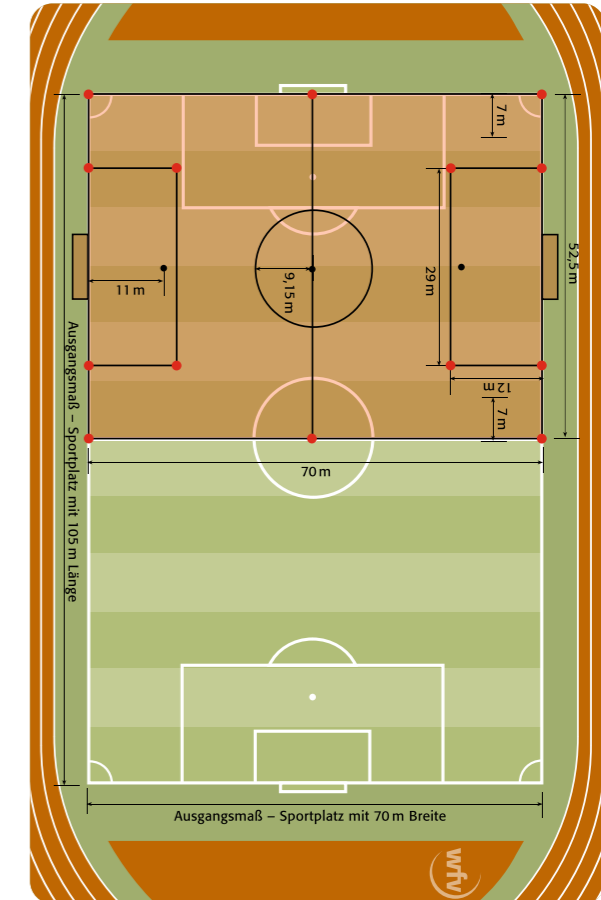 7 m
52,5 m
29 m
9,15 m
11 m
12 m
7 m
70 m
Ausgangsmaß – Sportplatz mit 105 m Länge
Ausgangsmaß – Sportplatz mit 70 m Breite
wfv